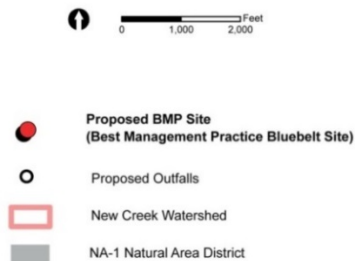 Feet
0 1,000 2,000
Proposed BMP Site
(Best Management Practice Bluebelt Site)
Proposed Outfalls
New Creek Watershed
NA-1 Natural Area District